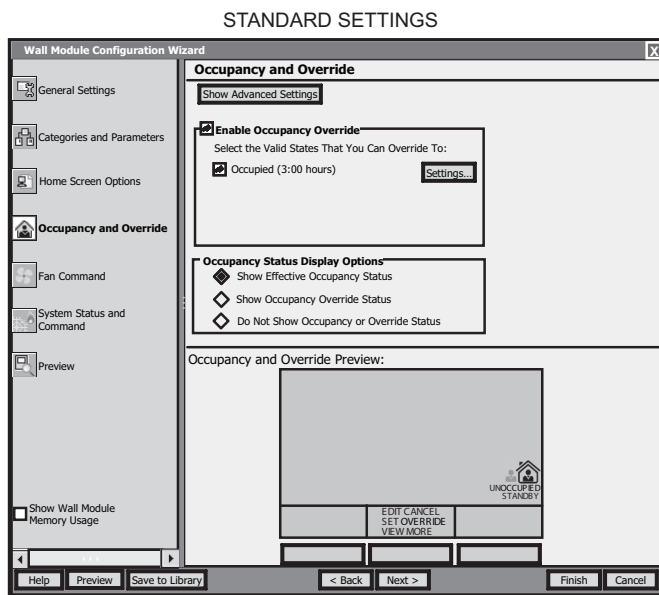 STANDARD SETTINGS
Wall Module Configuration Wizard
X
Occupancy and Override
General Settings
Show Advanced Settings
Categories and Parameters
Enable Occupancy Override
Select the Valid States That You Can Override To:
Home Screen Options
Occupied (3:00 hours)
Settings...
Occupancy and Override
Occupancy Status Display Options
Fan Command
Show Effective Occupancy Status
Show Occupancy Override Status
System Status and
Command
Do Not Show Occupancy or Override Status
Preview
Occupancy and Override Preview:
UNOCCUPIED
STANDBY
Show Wall Module
Memory Usage
EDIT CANCEL
SET OVERRIDE
VIEW MORE
Help
Preview
Save to Library
< Back
Next >
Finish
Cancel